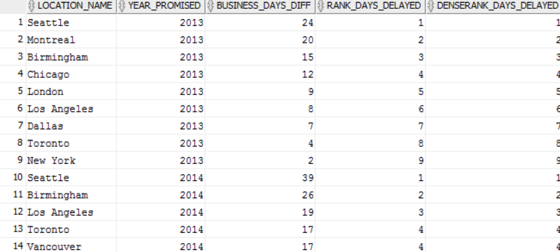 LOCATION_NAME YEAR_PROMISED BUSINESS_DAYS_DIFF RANK_DAYS_DELAYED DENSERANK_DAYS_DELAYED
1 Seattle 2013 24 1 1
2 Montreal 2013 20 2 2
3 Birmingham 2013 15 3 3
4 Chicago 2013 12 4 4
5 London 2013 9 5 5
6 Los Angeles 2013 8 6 6
7 Dallas 2013 7 7 7
8 Toronto 2013 4 8 8
9 New York 2013 2 9 9
10 Seattle 2014 39 1 1
11 Birmingham 2014 26 2 2
12 Los Angeles 2014 19 3 3
13 Toronto 2014 17 4 4
14 Vancouver 2014 17 4 4